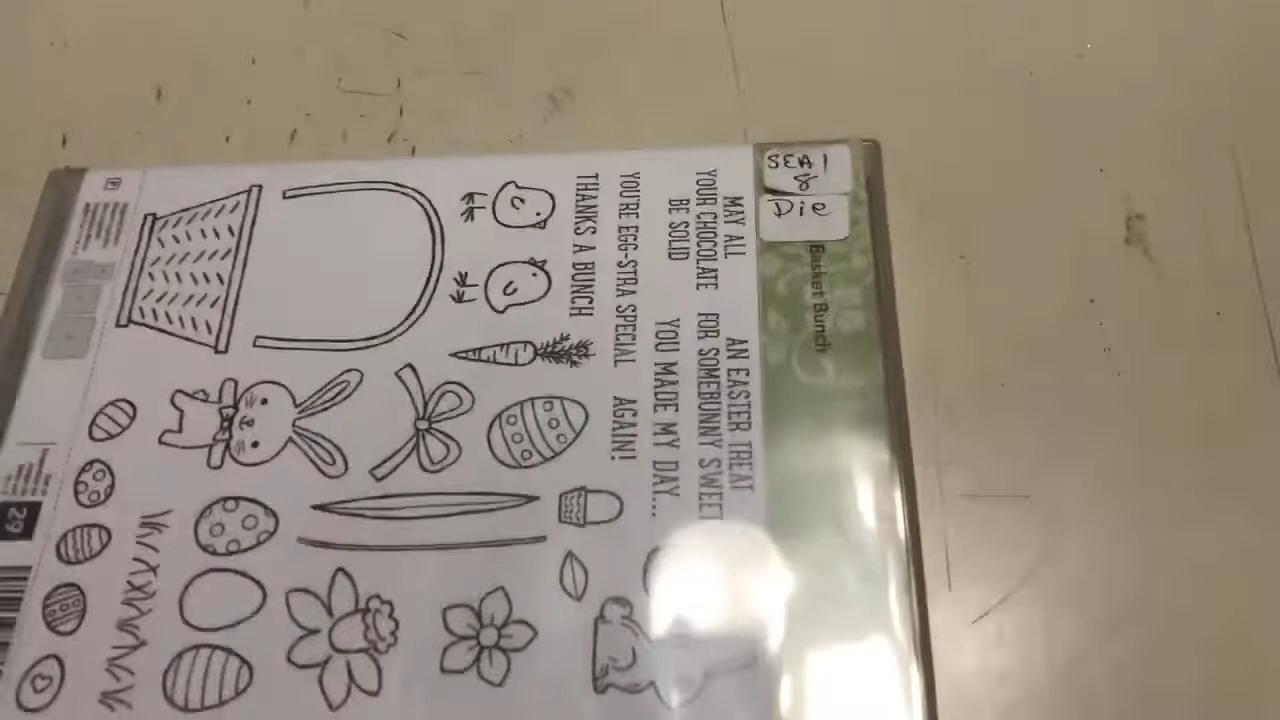 SEA1
&
Die
Basket Bunch
MAY ALL
YOUR CHOCOLATE
BE SOLID
AN EASTER TREAT
FOR SOMEBUNNY SWEET
YOU MADE MY DAY...
YOU'RE EGG-STRA SPECIAL
AGAIN!
THANKS A BUNCH
29